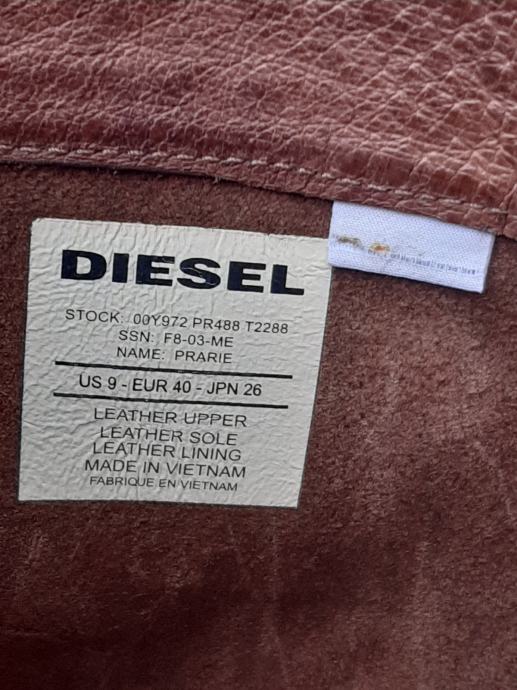 DIESEL
STOCK: 00Y972 PR488 T2288
SSN: F8-03-ME
NAME: PRARIE
US 9 - EUR 40 - JPN 26
LEATHER UPPER
LEATHER SOLE
LEATHER LINING
MADE IN VIETNAM
FABRIQUE EN VIETNAM